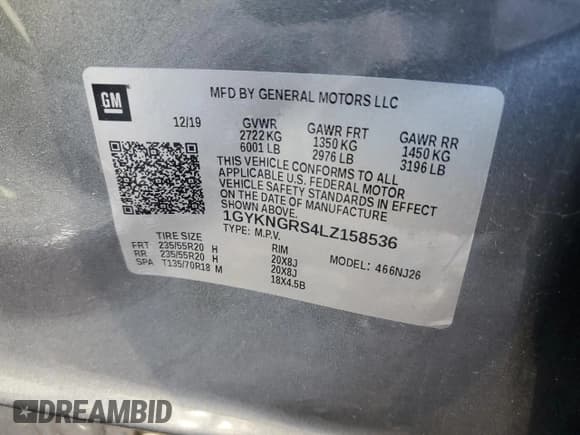 GM
MFD BY GENERAL MOTORS LLC
12/19 GVWR GAWR FRT GAWR RR
2722 KG 1350 KG 1450 KG
6001 LB 2976 LB 3196 LB
THIS VEHICLE CONFORMS TO ALL
APPLICABLE U.S. FEDERAL MOTOR
VEHICLE SAFETY STANDARDS IN EFFECT
ON THE DATE OF MANUFACTURE
SHOWN ABOVE.
1GYKNGRS4LZ158536
TYPE: M.P.V.
TIRE SIZE RIM MODEL: 466NJ26
FRT 235/55R20 H 20X8J
RR 235/55R20 H 20X8J
SPA T135/70R18 M 18X4.5B
DREAMBID